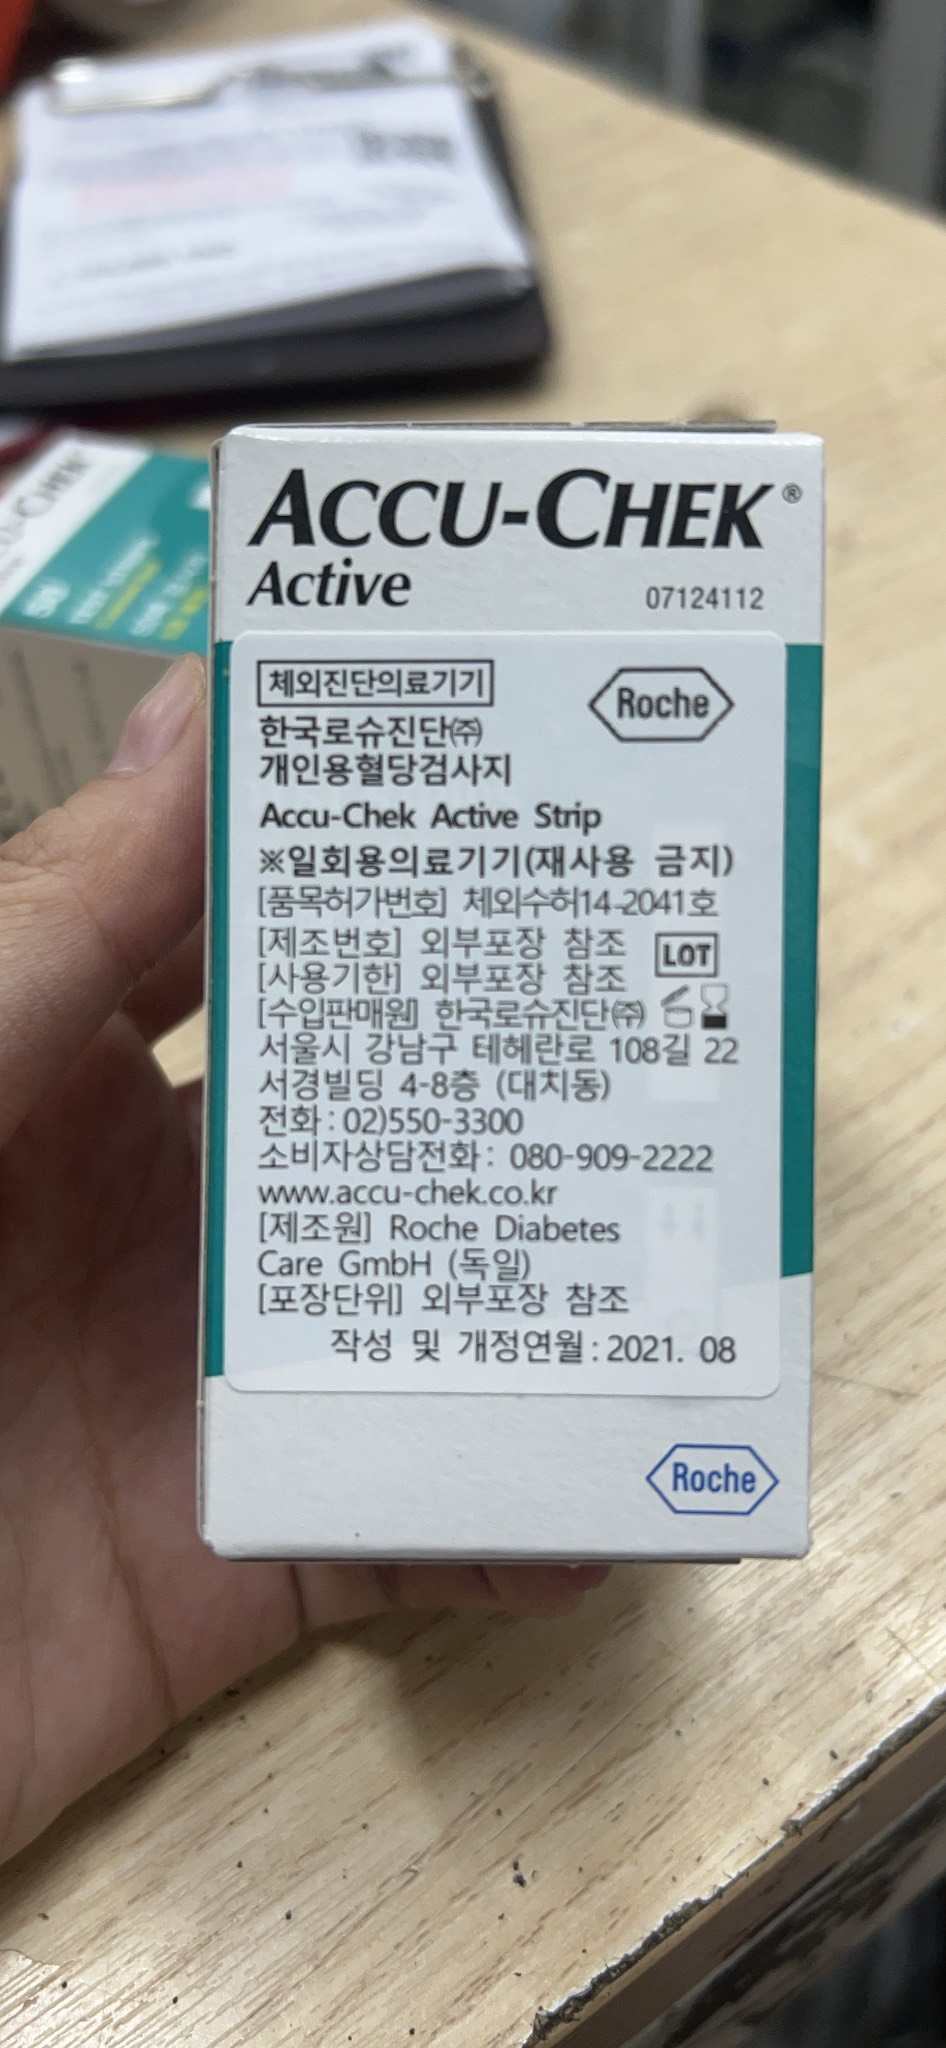 ACCU-CHEK®
Active
07124112
체외진단의료기기
Roche
한국로슈진단㈜
개인용혈당검사지
Accu-Chek Active Strip
※일회용의료기기(재사용 금지)
[품목허가번호] 체외수허14-2041호
[제조번호] 외부포장 참조
LOT
[사용기한] 외부포장 참조
[수입판매원] 한국로슈진단㈜
서울시 강남구 테헤란로 108길 22
서경빌딩 4-8층 (대치동)
전화: 02)550-3300
소비자상담전화: 080-909-2222
www.accu-chek.co.kr
[제조원] Roche Diabetes
Care GmbH (독일)
[포장단위] 외부포장 참조
작성 및 개정연월: 2021. 08
Roche